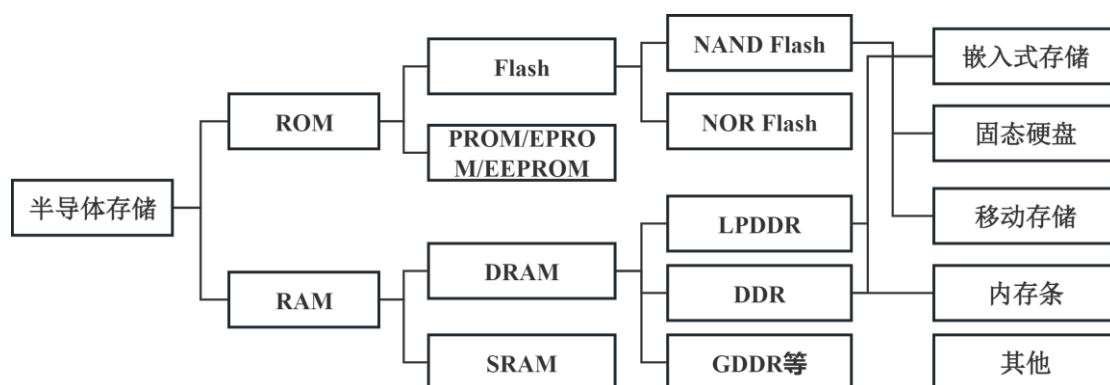 半导体存储
ROM
RAM
Flash
PROM/EPRO
M/EEPROM
DRAM
SRAM
NAND Flash
NOR Flash
LPDDR
DDR
GDDR等
嵌入式存储
固态硬盘
移动存储
内存条
其他